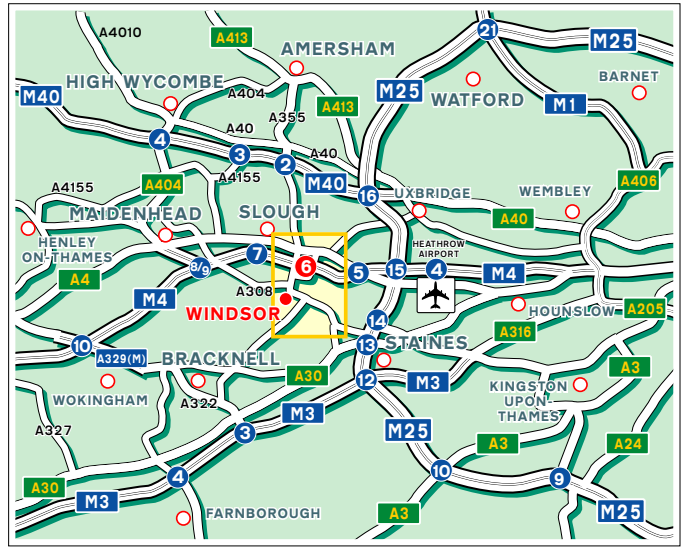 A4010
A413
AMERSHAM
21
M25
HIGH WYCOMBE
M25
BARNET
M40
A404
A413
WATFORD
M1
A355
A40
4
3
2
A40
A4155
M40
A4155
A404
16
UXBRIDGE
WEMBLEY
A406
MAIDENHEAD
SLOUGH
A40
HENLEY
ON-THAMES
HEATHROW
AIRPORT
7
6
8/9
5
15
4
M4
A4
A308
M4
WINDSOR
HOUNSLOW
A205
14
A316
10
A329(M)
BRACKNELL
13
STAINES
A3
A30
12
M3
WOKINGHAM
A322
KINGSTON
UPON-
THAMES
M3
A327
3
M25
A3
A24
A30
4
10
9
M3
FARNBOROUGH
A3
M25